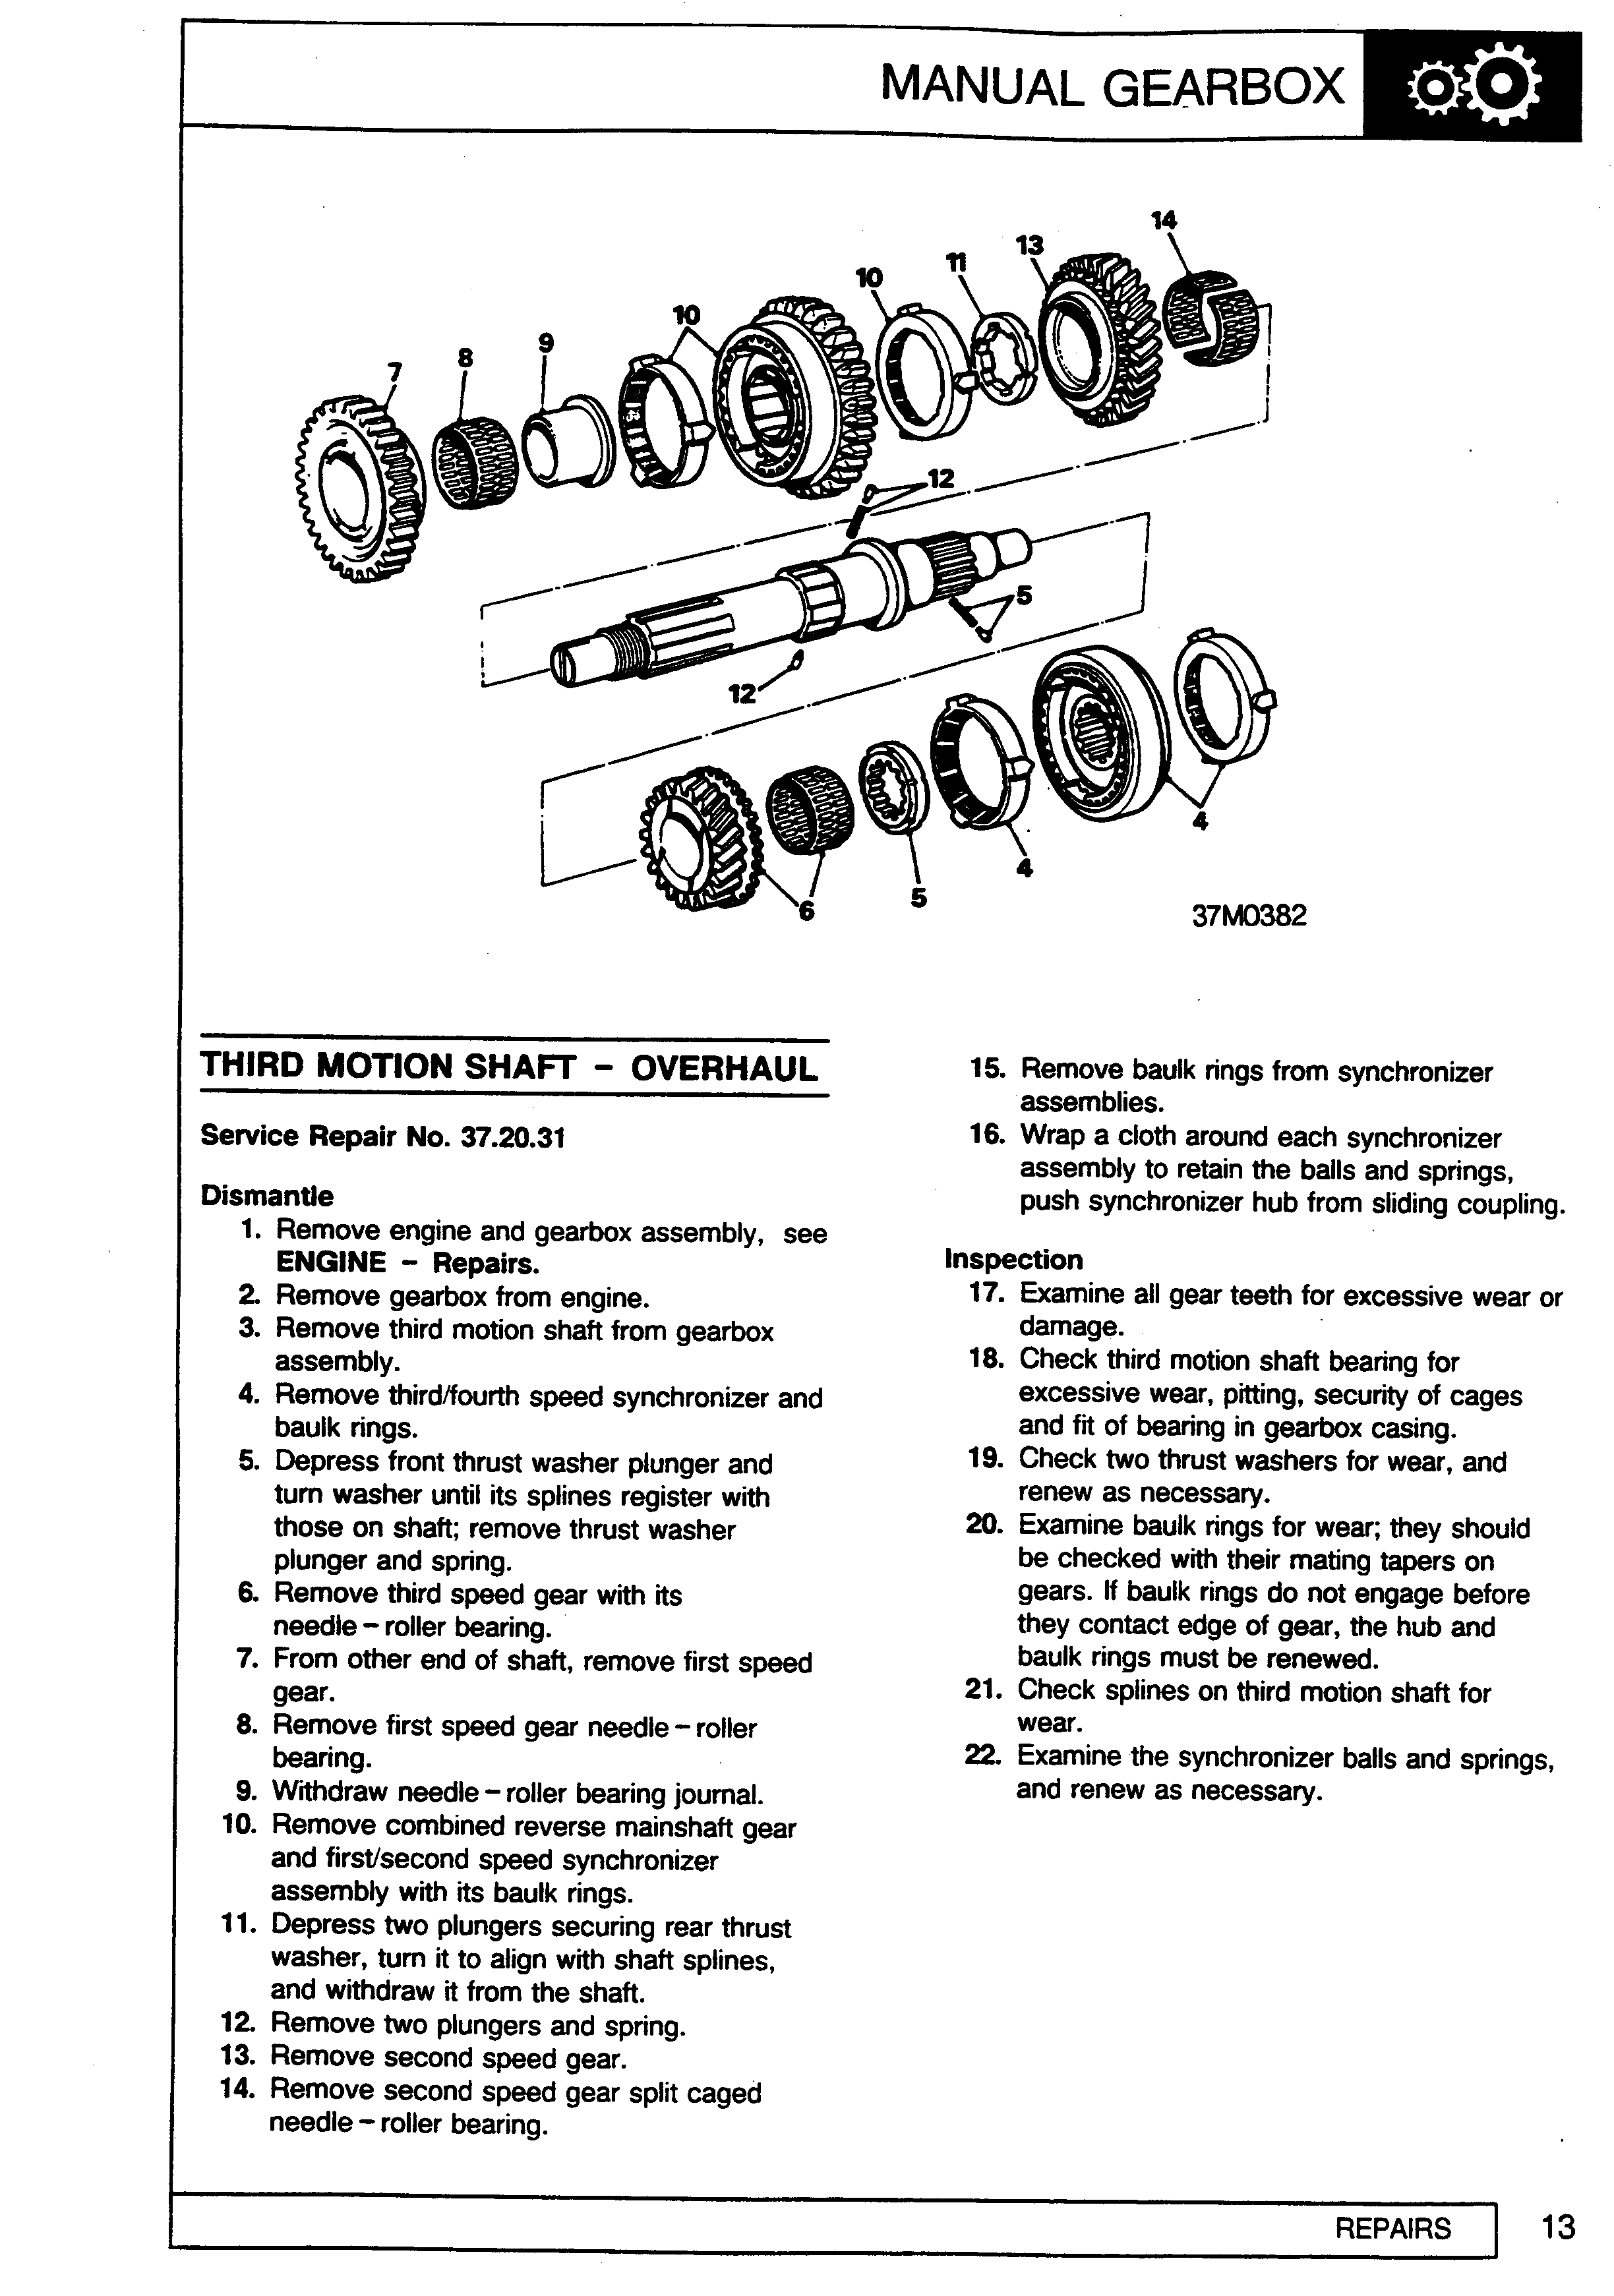 MANUAL GEARBOX
14
13
11
10
10
9
8
7
12
5
12
4
4
5
6
37M0382
THIRD MOTION SHAFT - OVERHAUL
Service Repair No. 37.20.31
Dismantle
1. Remove engine and gearbox assembly, see
ENGINE - Repairs.
2. Remove gearbox from engine.
3. Remove third motion shaft from gearbox
assembly.
4. Remove third/fourth speed synchronizer and
baulk rings.
5. Depress front thrust washer plunger and
turn washer until its splines register with
those on shaft; remove thrust washer
plunger and spring.
6. Remove third speed gear with its
needle-roller bearing.
7. From other end of shaft, remove first speed
gear.
8. Remove first speed gear needle-roller
bearing.
9. Withdraw needle-roller bearing journal.
10. Remove combined reverse mainshaft gear
and first/second speed synchronizer
assembly with its baulk rings.
11. Depress two plungers securing rear thrust
washer, turn it to align with shaft splines,
and withdraw it from the shaft.
12. Remove two plungers and spring.
13. Remove second speed gear.
14. Remove second speed gear split caged
needle-roller bearing.
15. Remove baulk rings from synchronizer
assemblies.
16. Wrap a cloth around each synchronizer
assembly to retain the balls and springs,
push synchronizer hub from sliding coupling.
Inspection
17. Examine all gear teeth for excessive wear or
damage.
18. Check third motion shaft bearing for
excessive wear, pitting, security of cages
and fit of bearing in gearbox casing.
19. Check two thrust washers for wear, and
renew as necessary.
20. Examine baulk rings for wear; they should
be checked with their mating tapers on
gears. If baulk rings do not engage before
they contact edge of gear, the hub and
baulk rings must be renewed.
21. Check splines on third motion shaft for
wear.
22. Examine the synchronizer balls and springs,
and renew as necessary.
REPAIRS
13